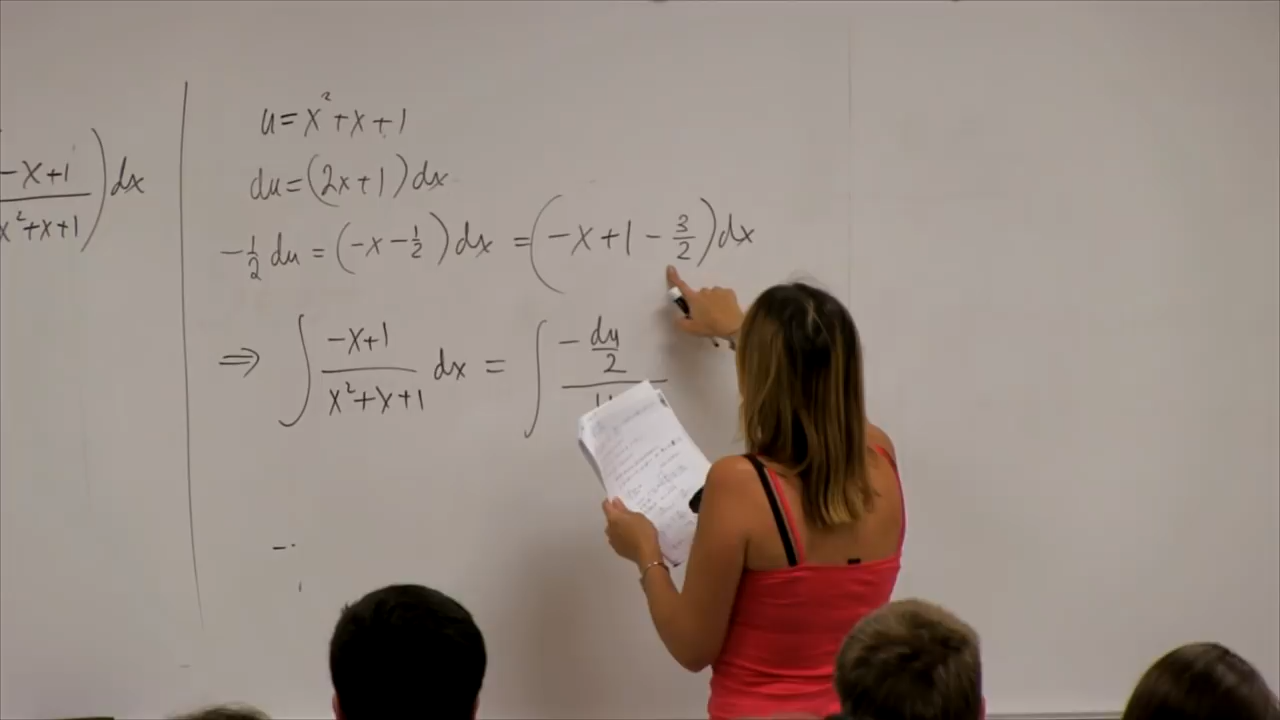 -x+1
x²+x+1) dx
u=x²+x+1
du=(2x+1)dx
-1/2 du = (-x-1/2)dx = (-x+1-3/2)dx
⇒ ∫ (-x+1)/(x²+x+1) dx = ∫ (-du/2)/u